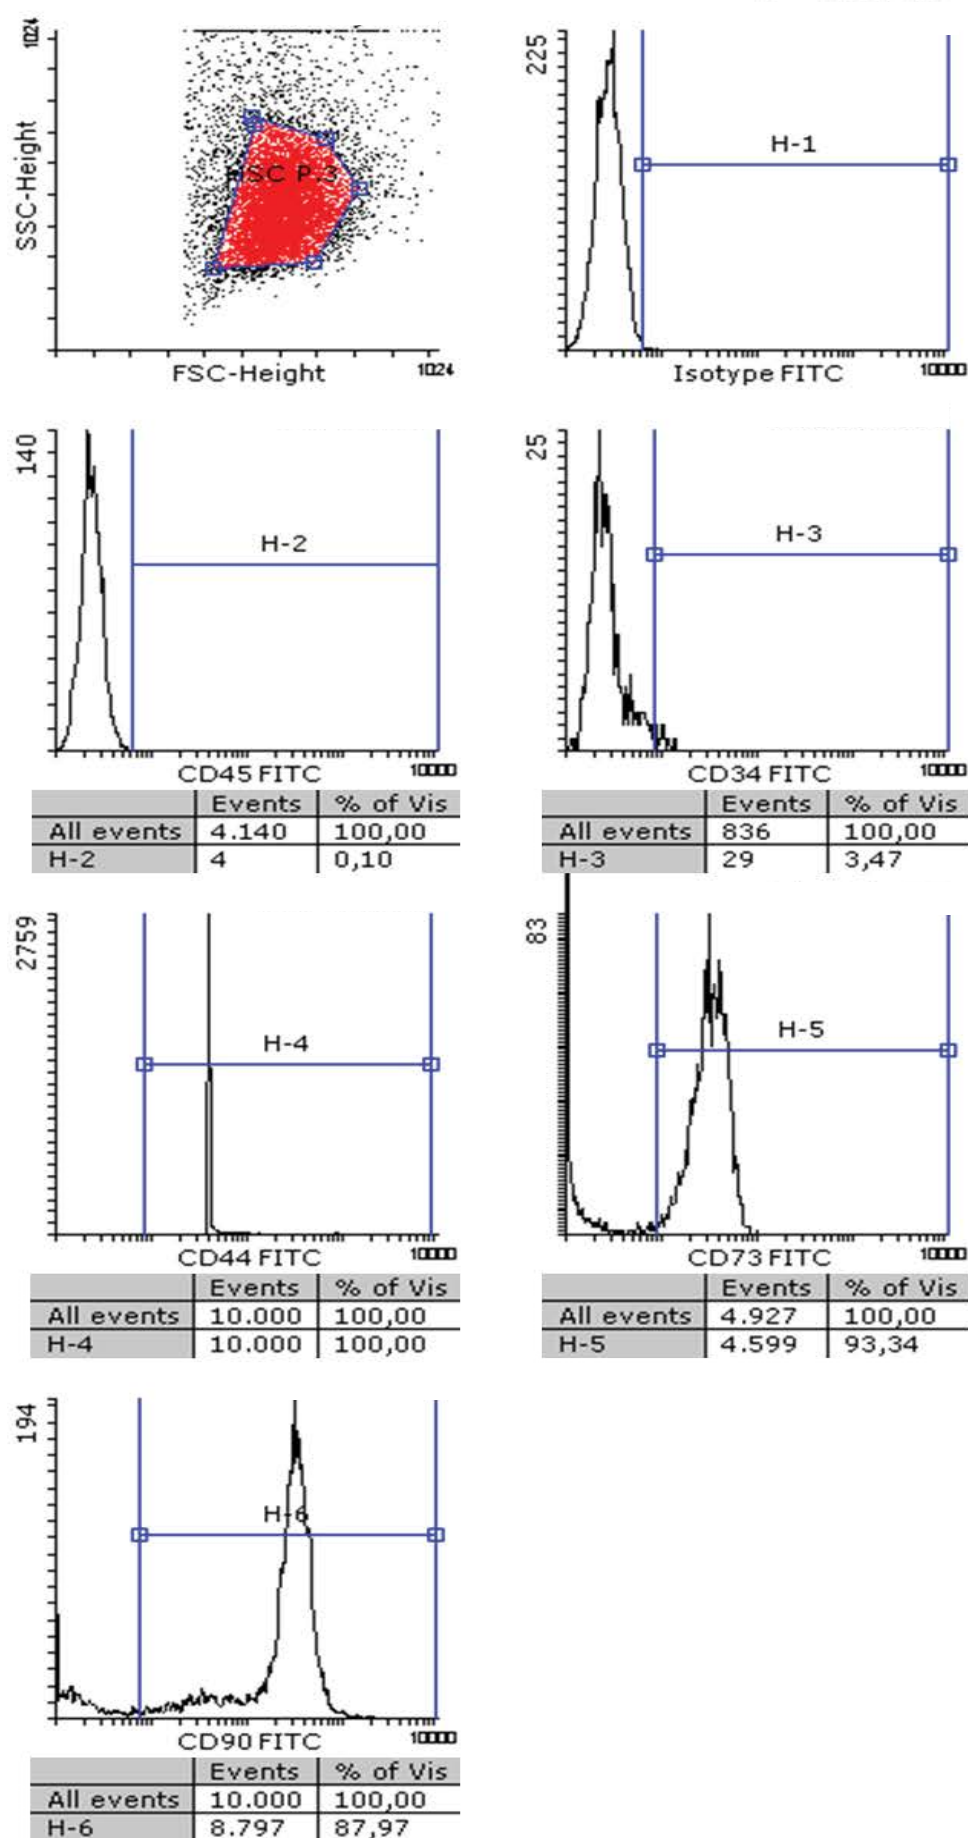 1024
SSC-Height
MSC P.3
FSC-Height 1024
225
H-1
Isotype FITC 10000
140
H-2
CD45 FITC 10000
Events % of Vis
All events 4.140 100,00
H-2 4 0,10
25
H-3
CD34 FITC 10000
Events % of Vis
All events 836 100,00
H-3 29 3,47
2759
H-4
CD44 FITC 10000
Events % of Vis
All events 10.000 100,00
H-4 10.000 100,00
83
H-5
CD73 FITC 10000
Events % of Vis
All events 4.927 100,00
H-5 4.599 93,34
194
H-6
CD90 FITC 10000
Events % of Vis
All events 10.000 100,00
H-6 8.797 87,97